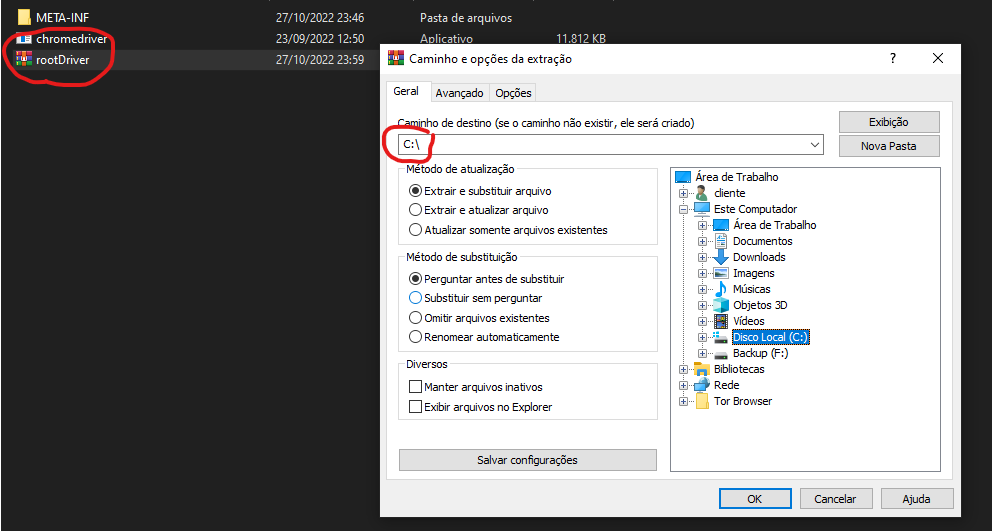 META-INF 27/10/2022 23:46 Pasta de arquivos
chromedriver 23/09/2022 12:50 Aplicativo 11.812 KB
rootDriver 27/10/2022 23:59
Caminho e opções da extração ?
Geral Avançado Opções
Caminho de destino (se o caminho não existir, ele será criado)
Exibição
C:\
Nova Pasta
Método de atualização
Extrair e substituir arquivo
Extrair e atualizar arquivo
Atualizar somente arquivos existentes
Método de substituição
Perguntar antes de substituir
Substituir sem perguntar
Omitir arquivos existentes
Renomear automaticamente
Diversos
Manter arquivos inativos
Exibir arquivos no Explorer
Salvar configurações
Área de Trabalho
cliente
Este Computador
Área de Trabalho
Documentos
Downloads
Imagens
Músicas
Objetos 3D
Vídeos
Disco Local (C:)
Backup (F:)
Bibliotecas
Rede
Tor Browser
OK Cancelar Ajuda